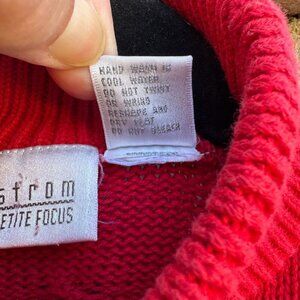 HAND WASH IN
COOL WATER
DO NOT TWIST
OR WRING
RESHAPE AND
DRY FLAT
DO NOT BLEACH
strom
ETITE FOCUS